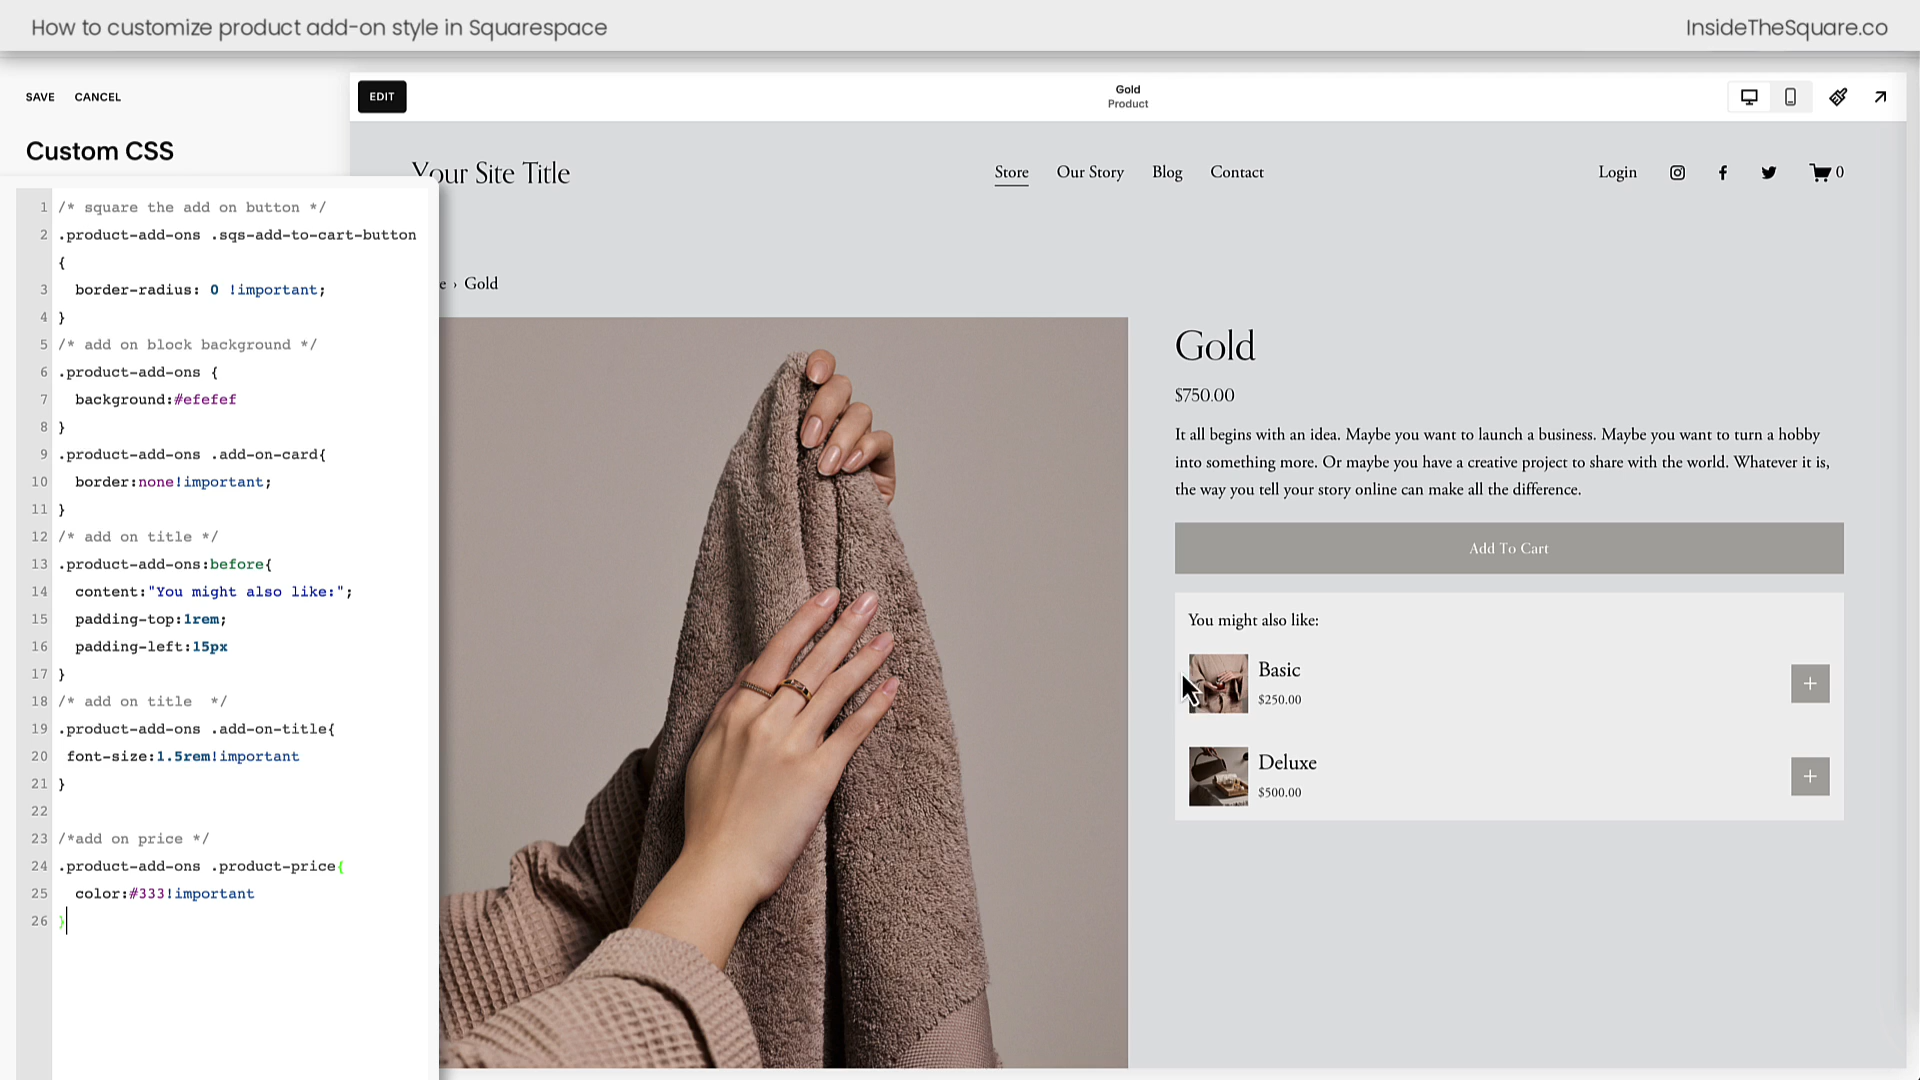 How to customize product add-on style in Squarespace
InsideTheSquare.co
SAVE CANCEL
Custom CSS
1 /* square the add on button */
2 .product-add-ons .sqs-add-to-cart-button
{
3 border-radius: 0 !important;
4 }
5 /* add on block background */
6 .product-add-ons {
7 background:#efefef
8 }
9 .product-add-ons .add-on-card{
10 border:none!important;
11 }
12 /* add on title */
13 .product-add-ons:before{
14 content:"You might also like:";
15 padding-top:1rem;
16 padding-left:15px
17 }
18 /* add on title  */
19 .product-add-ons .add-on-title{
20 font-size:1.5rem!important
21 }
22
23 /*add on price */
24 .product-add-ons .product-price{
25 color:#333!important
26 }
EDIT
Gold
Product
Your Site Title
Store Our Story Blog Contact
Login
0
e › Gold
Gold
$750.00
It all begins with an idea. Maybe you want to launch a business. Maybe you want to turn a hobby
into something more. Or maybe you have a creative project to share with the world. Whatever it is,
the way you tell your story online can make all the difference.
Add To Cart
You might also like:
Basic
$250.00
+
Deluxe
$500.00
+